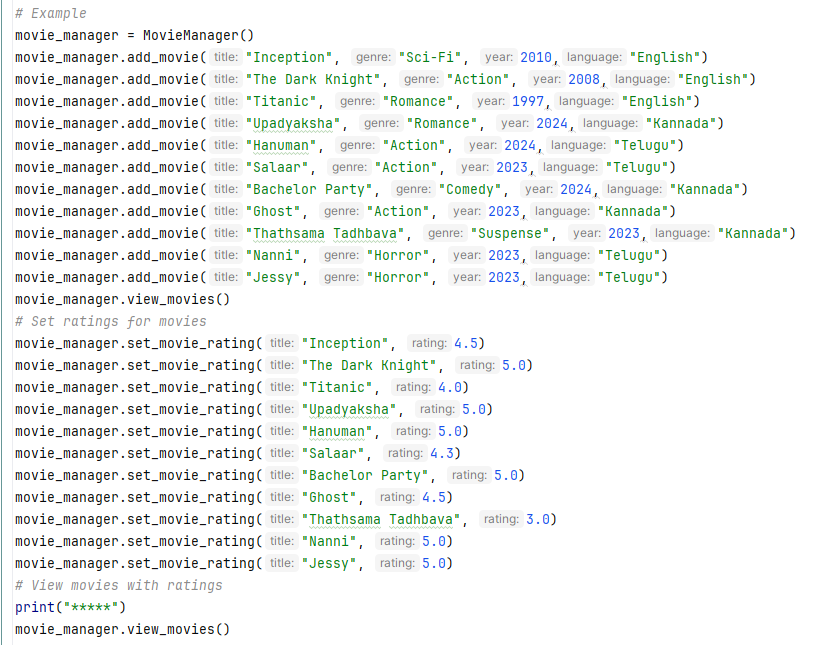 # Example
movie_manager = MovieManager()
movie_manager.add_movie( title: "Inception", genre: "Sci-Fi", year: 2010, language: "English")
movie_manager.add_movie( title: "The Dark Knight", genre: "Action", year: 2008, language: "English")
movie_manager.add_movie( title: "Titanic", genre: "Romance", year: 1997, language: "English")
movie_manager.add_movie( title: "Upadyaksha", genre: "Romance", year: 2024, language: "Kannada")
movie_manager.add_movie( title: "Hanuman", genre: "Action", year: 2024, language: "Telugu")
movie_manager.add_movie( title: "Salaar", genre: "Action", year: 2023, language: "Telugu")
movie_manager.add_movie( title: "Bachelor Party", genre: "Comedy", year: 2024, language: "Kannada")
movie_manager.add_movie( title: "Ghost", genre: "Action", year: 2023, language: "Kannada")
movie_manager.add_movie( title: "Thathsama Tadhbava", genre: "Suspense", year: 2023, language: "Kannada")
movie_manager.add_movie( title: "Nanni", genre: "Horror", year: 2023, language: "Telugu")
movie_manager.add_movie( title: "Jessy", genre: "Horror", year: 2023, language: "Telugu")
movie_manager.view_movies()
# Set ratings for movies
movie_manager.set_movie_rating( title: "Inception", rating: 4.5)
movie_manager.set_movie_rating( title: "The Dark Knight", rating: 5.0)
movie_manager.set_movie_rating( title: "Titanic", rating: 4.0)
movie_manager.set_movie_rating( title: "Upadyaksha", rating: 5.0)
movie_manager.set_movie_rating( title: "Hanuman", rating: 5.0)
movie_manager.set_movie_rating( title: "Salaar", rating: 4.3)
movie_manager.set_movie_rating( title: "Bachelor Party", rating: 5.0)
movie_manager.set_movie_rating( title: "Ghost", rating: 4.5)
movie_manager.set_movie_rating( title: "Thathsama Tadhbava", rating: 3.0)
movie_manager.set_movie_rating( title: "Nanni", rating: 5.0)
movie_manager.set_movie_rating( title: "Jessy", rating: 5.0)
# View movies with ratings
print("*****")
movie_manager.view_movies()